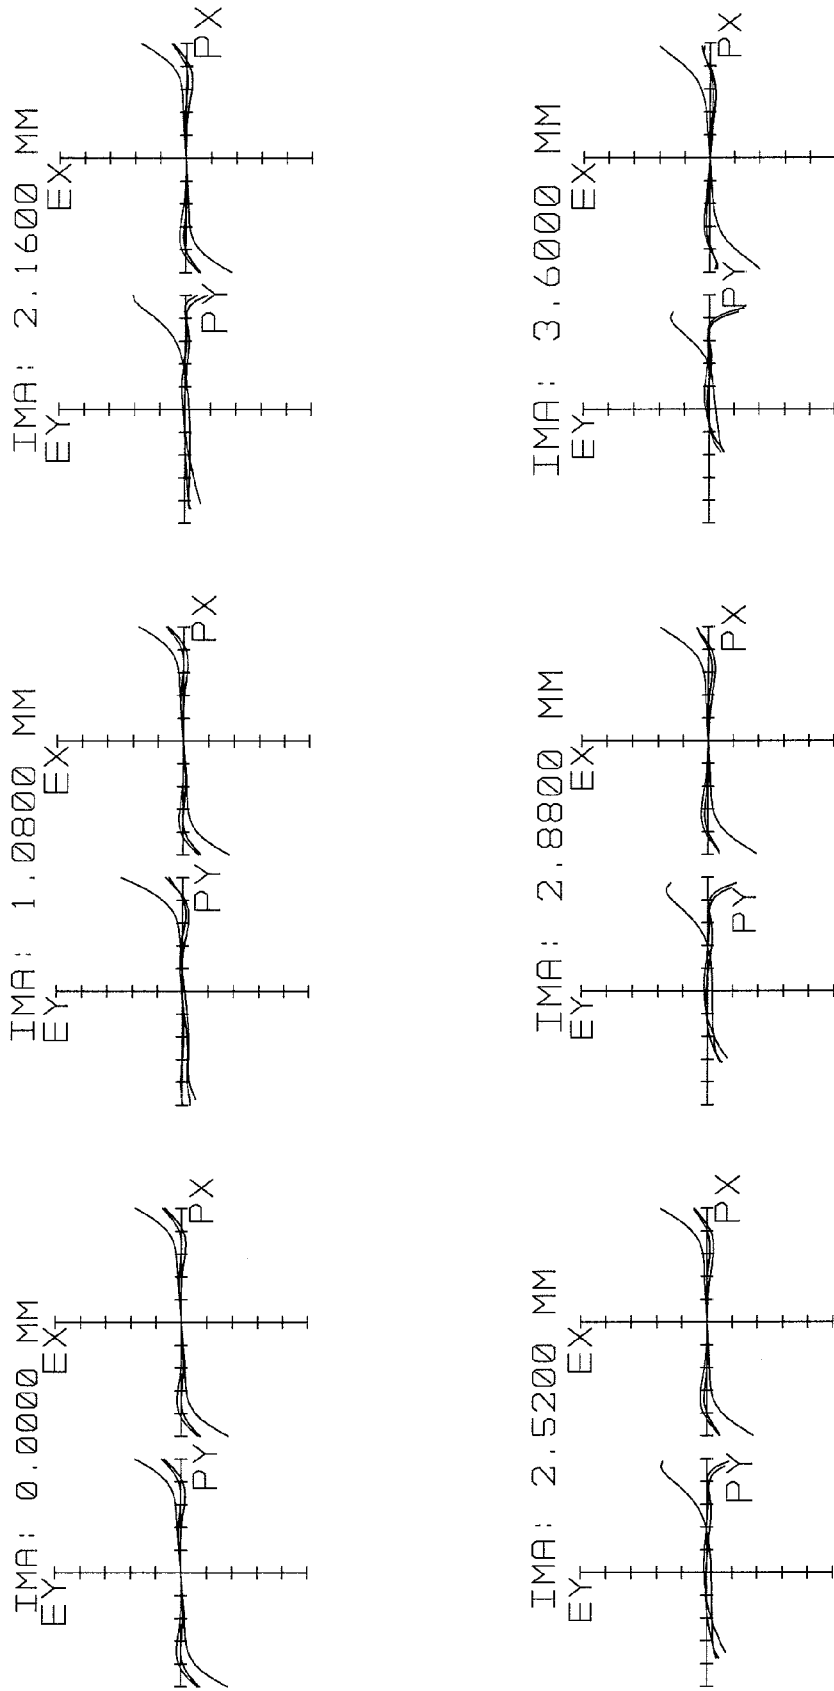 IMA: 0.0000 MM
EY
PY
EX
PX
IMA: 1.0800 MM
EY
PY
EX
PX
IMA: 2.1600 MM
EY
PY
EX
PX
IMA: 2.5200 MM
EY
PY
EX
PX
IMA: 2.8800 MM
EY
PY
EX
PX
IMA: 3.6000 MM
EY
PY
EX
PX